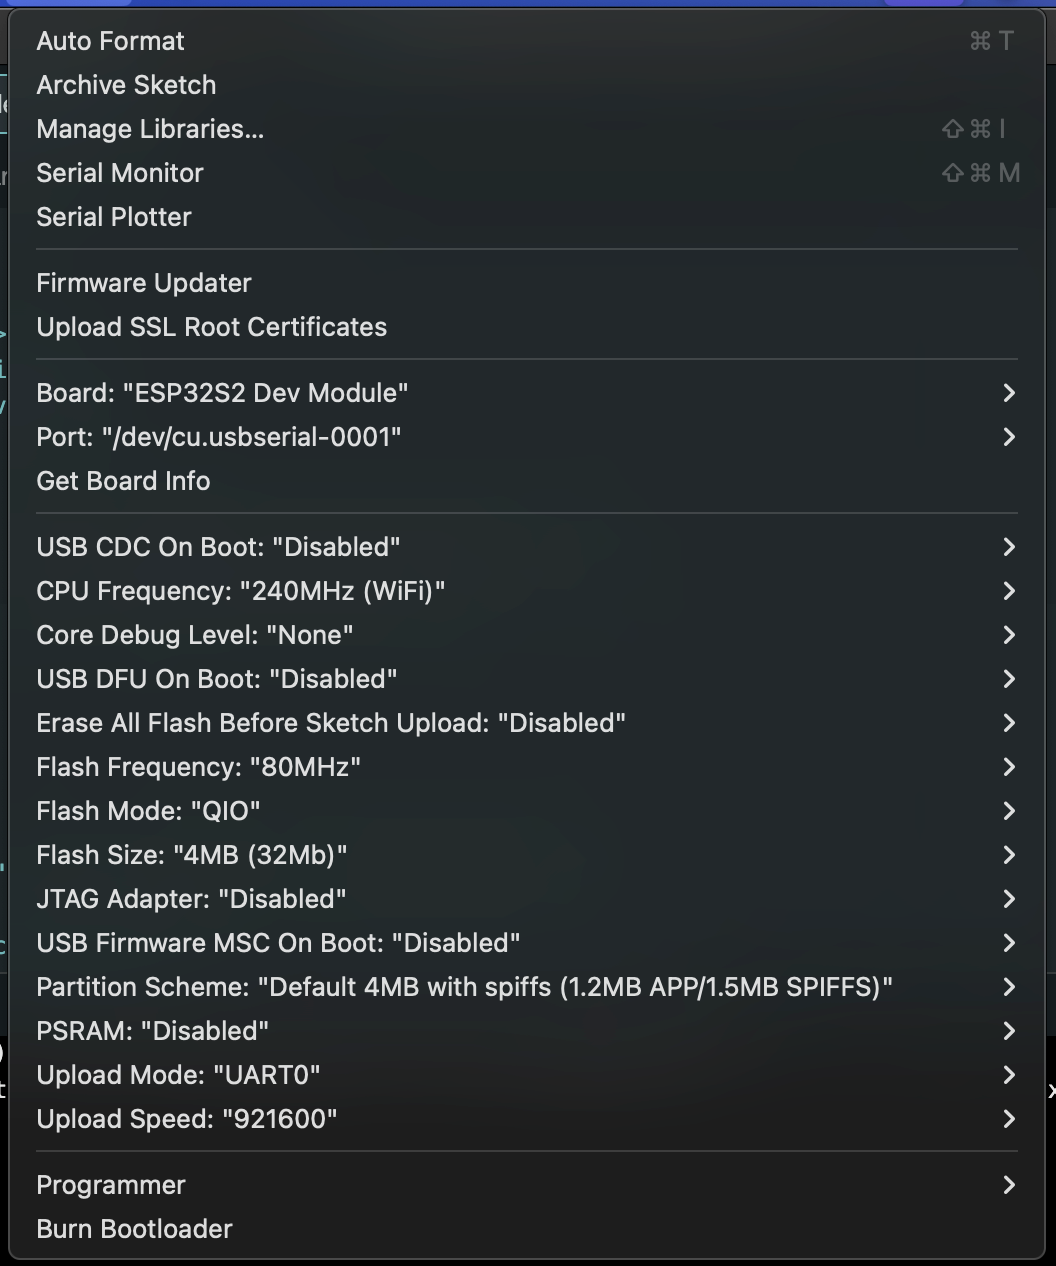 Auto Format ⌘ T
Archive Sketch
Manage Libraries... ⇧ ⌘ I
Serial Monitor ⇧ ⌘ M
Serial Plotter
Firmware Updater
Upload SSL Root Certificates
Board: "ESP32S2 Dev Module"
Port: "/dev/cu.usbserial-0001"
Get Board Info
USB CDC On Boot: "Disabled"
CPU Frequency: "240MHz (WiFi)"
Core Debug Level: "None"
USB DFU On Boot: "Disabled"
Erase All Flash Before Sketch Upload: "Disabled"
Flash Frequency: "80MHz"
Flash Mode: "QIO"
Flash Size: "4MB (32Mb)"
JTAG Adapter: "Disabled"
USB Firmware MSC On Boot: "Disabled"
Partition Scheme: "Default 4MB with spiffs (1.2MB APP/1.5MB SPIFFS)"
PSRAM: "Disabled"
Upload Mode: "UART0"
Upload Speed: "921600"
Programmer
Burn Bootloader